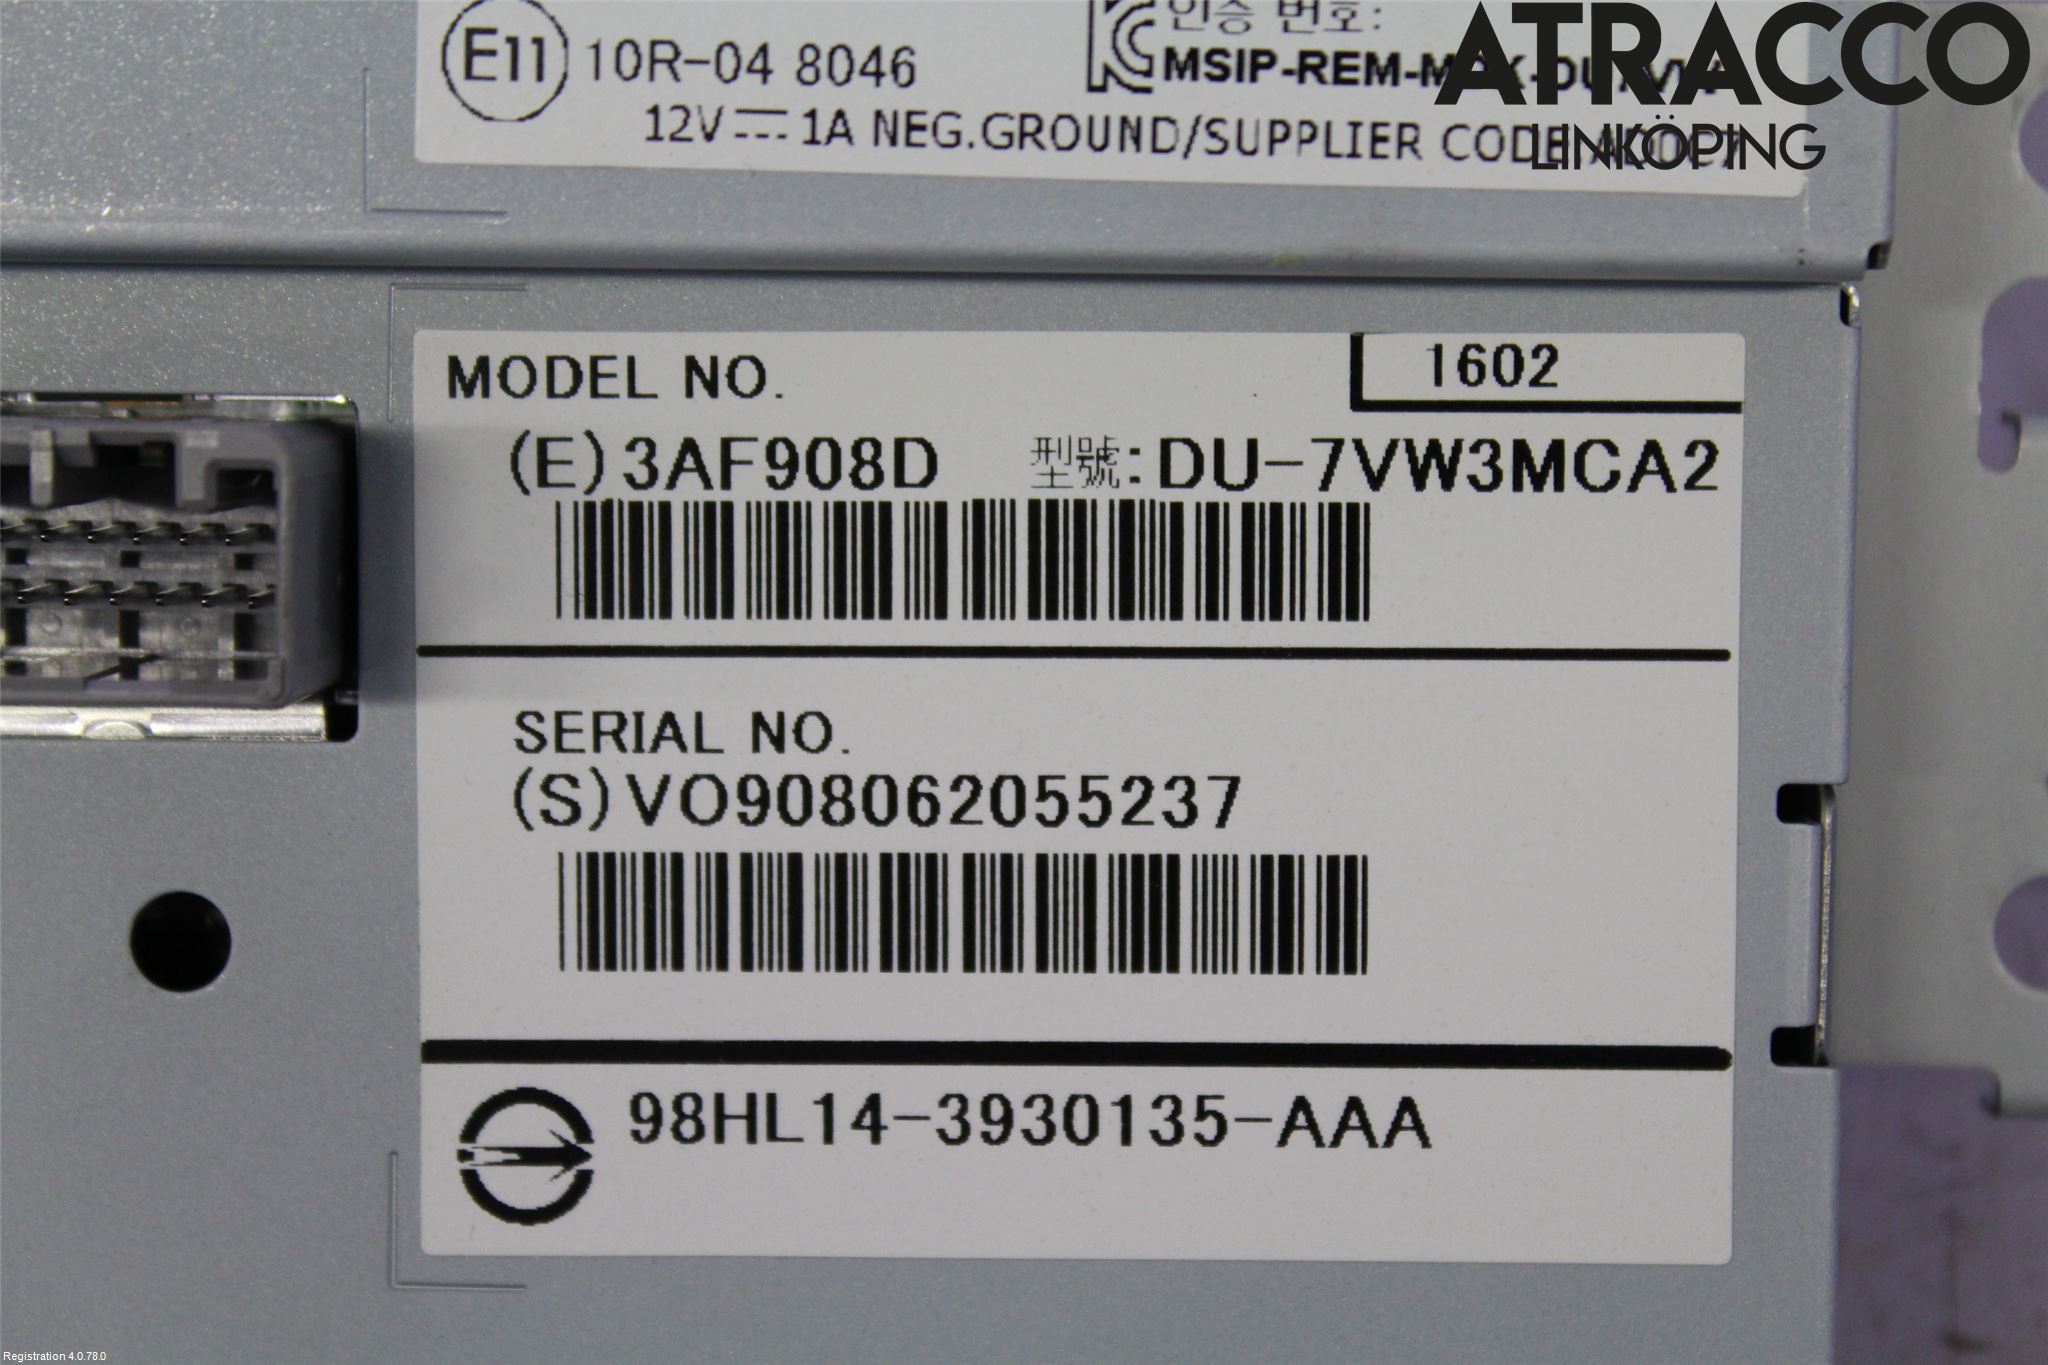 ATRACCO
LINKÖPING
인증 번호:
E11 10R-04 8046
MSIP-REM-
12V 1A NEG.GROUND/SUPPLIER CODE
MODEL NO. 1602
(E)3AF908D 型號:DU-7VW3MCA2
SERIAL NO.
(S)VO908062055237
98HL14-3930135-AAA
Registration 4.0.78.0